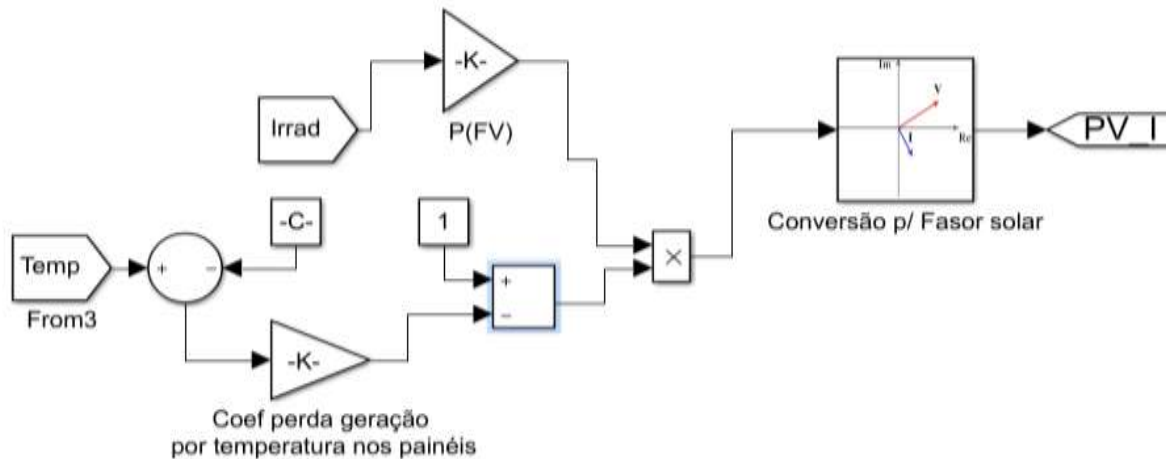 -K-
P(FV)
Irrad
Im
V
I
Re
PV_I
Conversão p/ Fasor solar
-C-
1
Temp
+
−
From3
+
−
×
-K-
Coef perda geração
por temperatura nos painéis